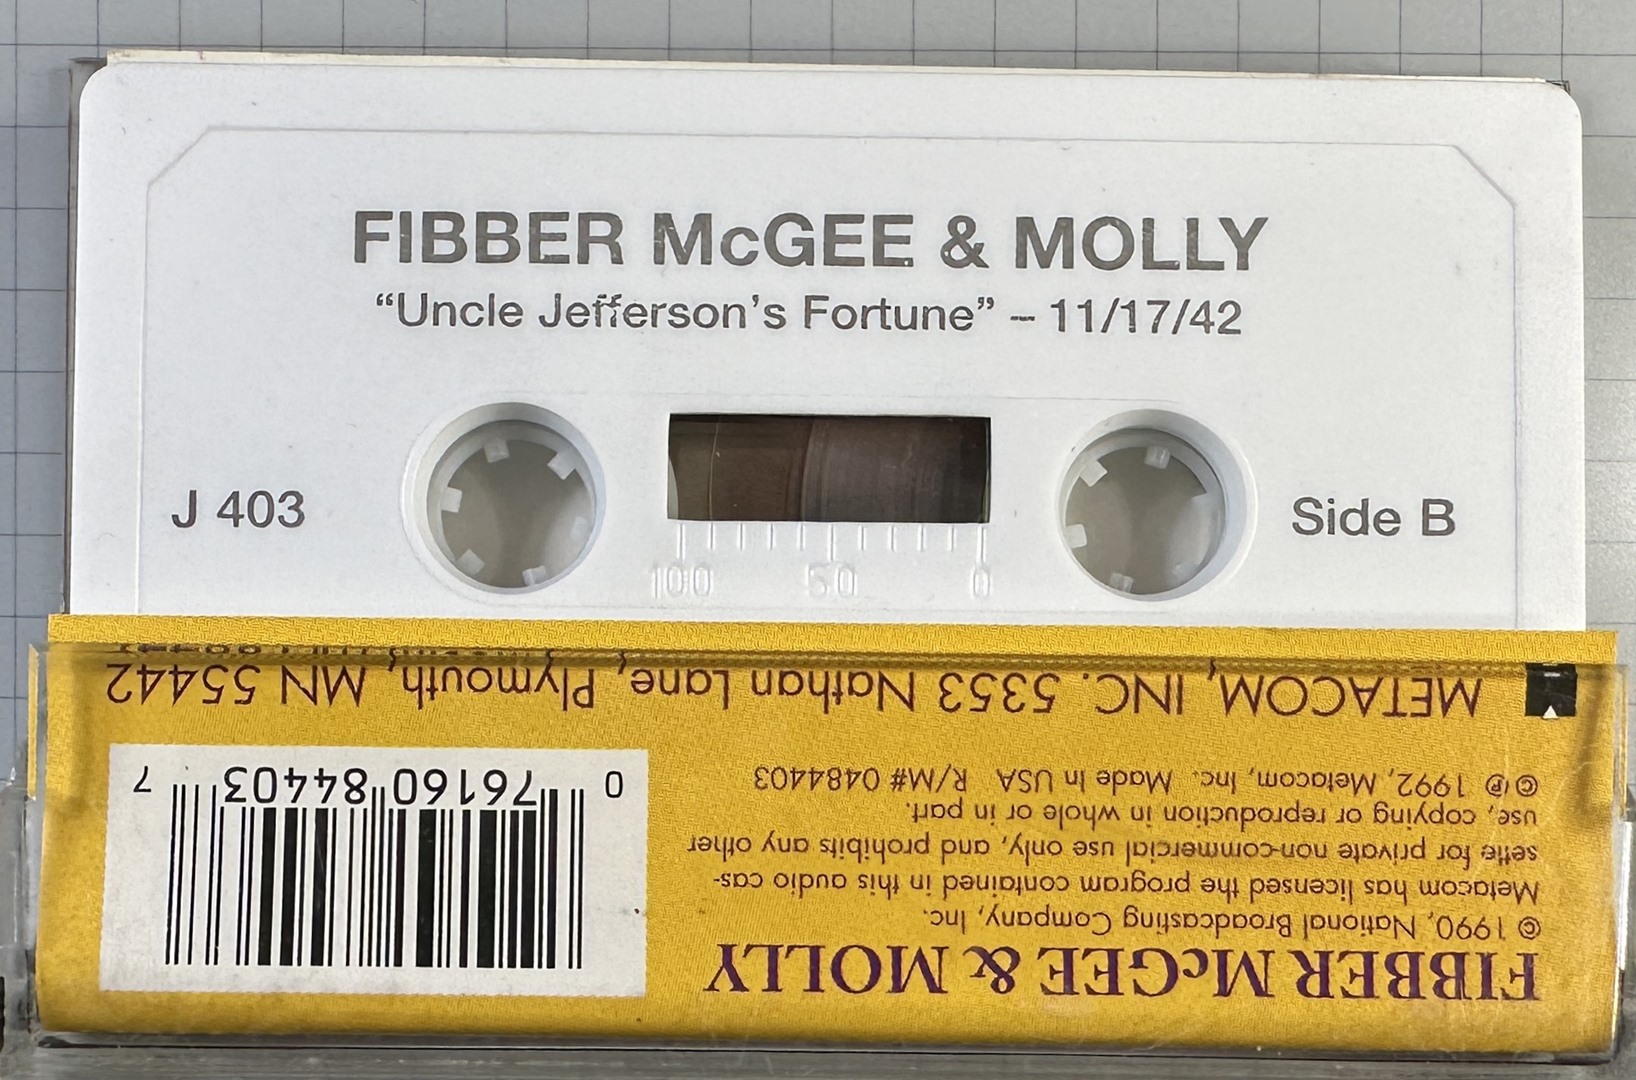 FIBBER McGEE & MOLLY
“Uncle Jefferson’s Fortune” – 11/17/42
J 403
Side B
100 50 0
FIBBER McGEE & MOLLY
© 1990, National Broadcasting Company, Inc.
Metacom has licensed the program contained in this audio cas-
sette for private non-commercial use only, and prohibits any other
use, copying or reproduction in whole or in part.
© ℗ 1992, Metacom, Inc. Made In USA R/M# 0484403
0 76160 84403 7
METACOM, INC. 5353 Nathan Lane, Plymouth, MN 55442